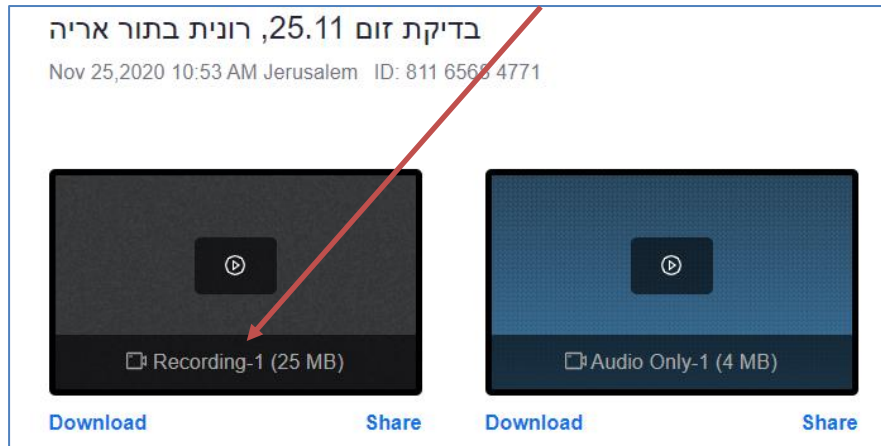 בדיקת זום 25.11, רונית בתור אריה
Nov 25,2020 10:53 AM Jerusalem ID: 811 6568 4771
Recording-1 (25 MB)
Audio Only-1 (4 MB)
Download Share Download Share